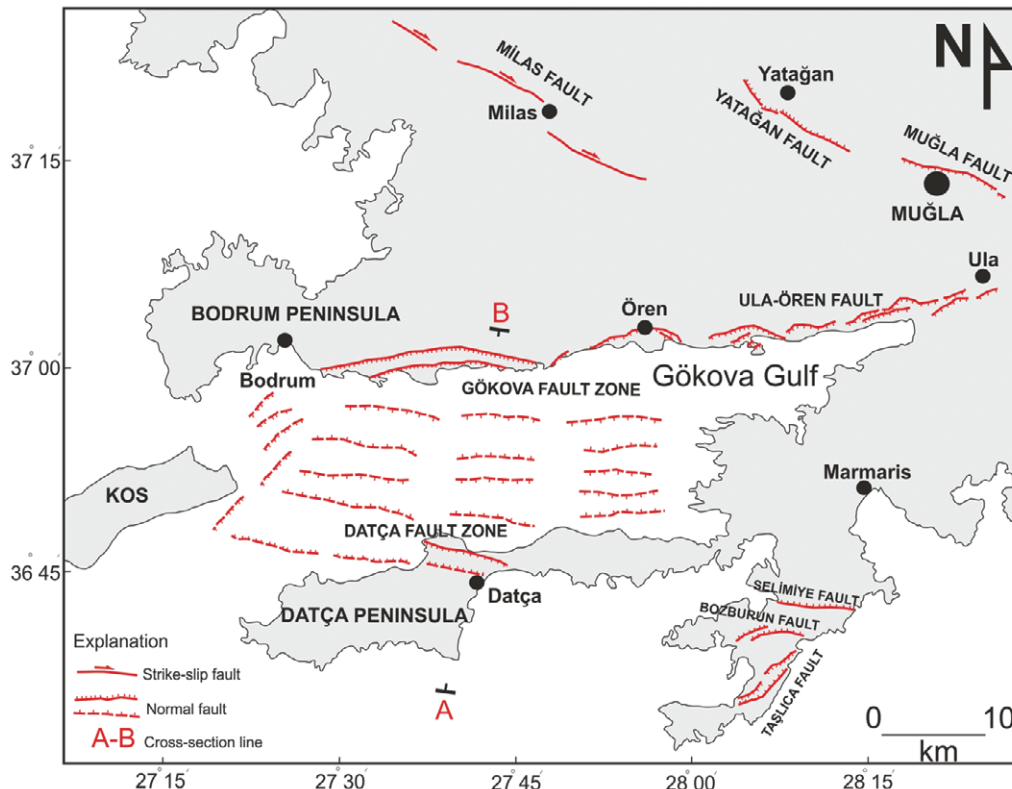 N
MİLAS FAULT
Yatağan
Milas
YATAĞAN FAULT
MUĞLA FAULT
37° 15'
MUĞLA
Ula
BODRUM PENINSULA
B
Ören
ULA-ÖREN FAULT
37° 00'
Bodrum
GÖKOVA FAULT ZONE
Gökova Gulf
KOS
Marmaris
DATÇA FAULT ZONE
36° 45'
Datça
DATÇA PENINSULA
SELİMİYE FAULT
BOZBURUN FAULT
TAŞLICA FAULT
Explanation
Strike-slip fault
Normal fault
A-B Cross-section line
A
0 10
km
27° 15' 27° 30' 27° 45' 28° 00' 28° 15'